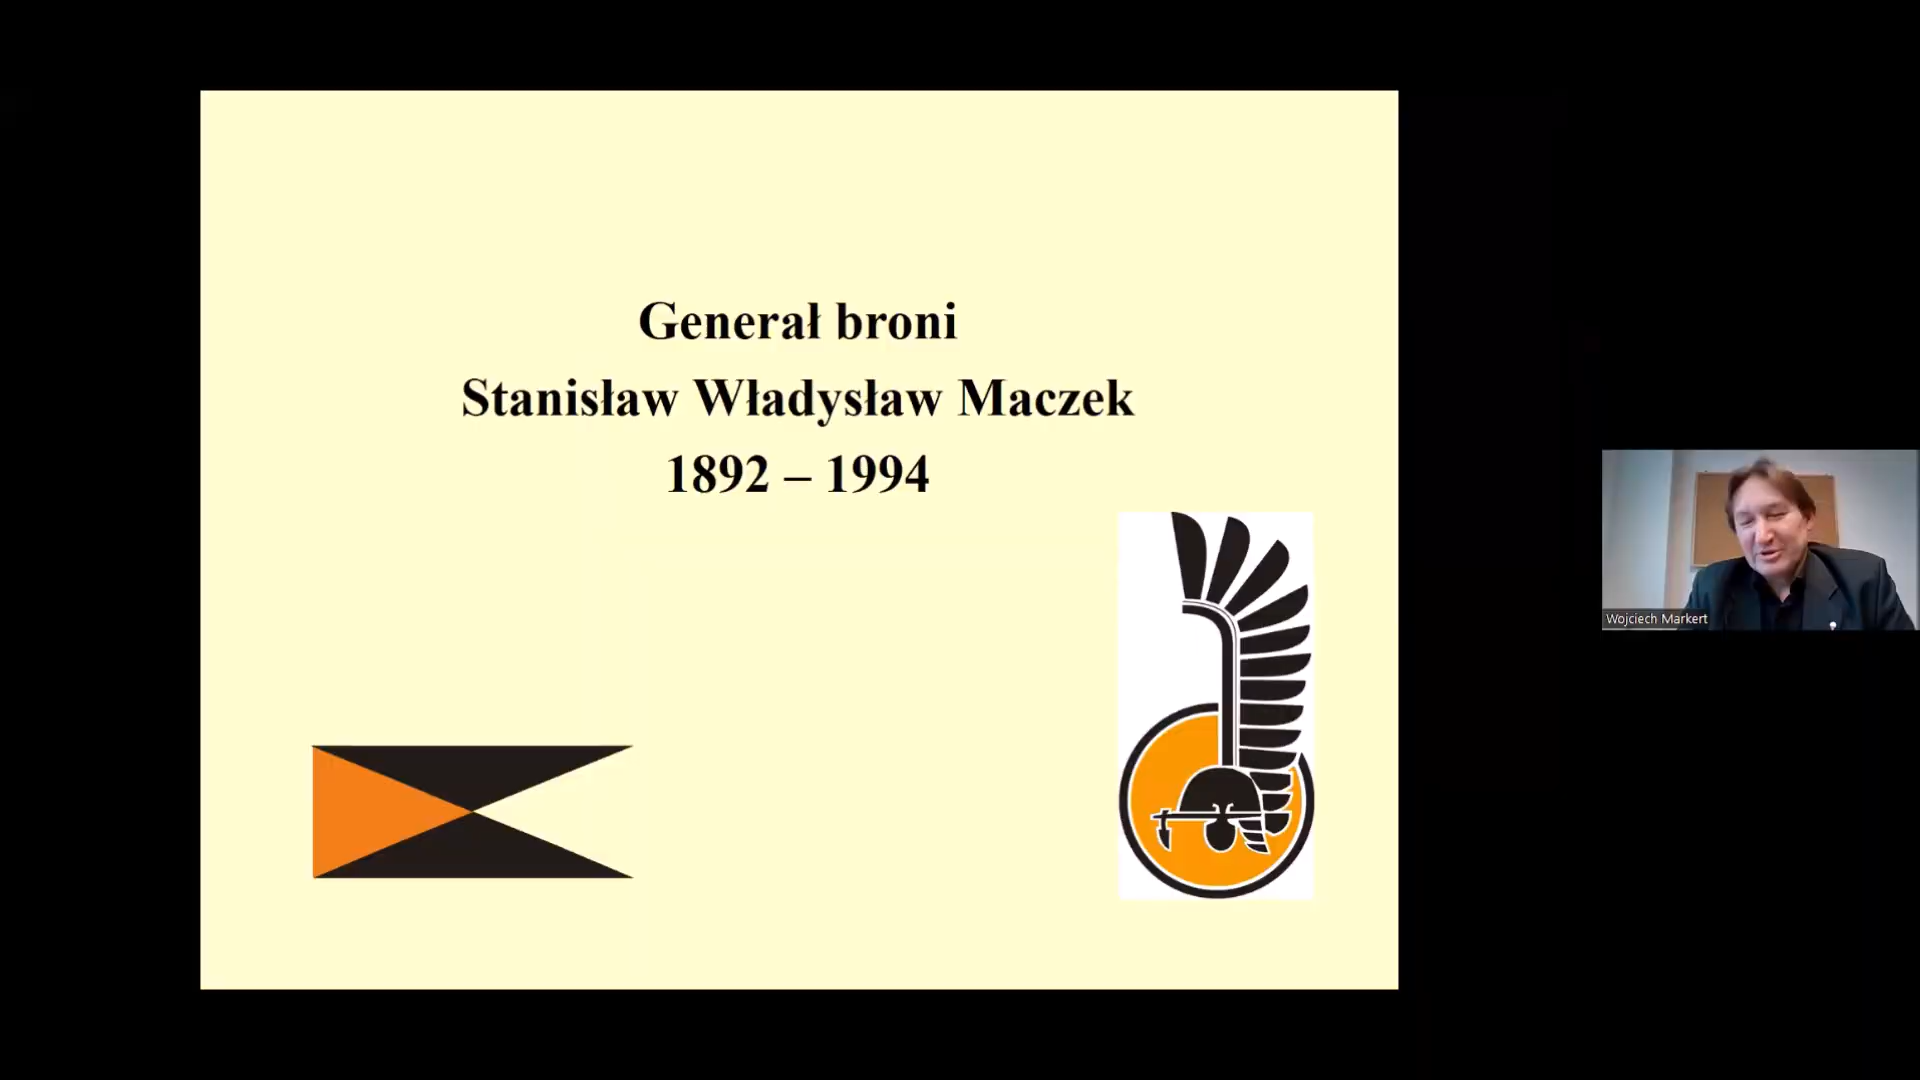 Generał broni
Stanisław Władysław Maczek
1892 – 1994
Wojciech Markert